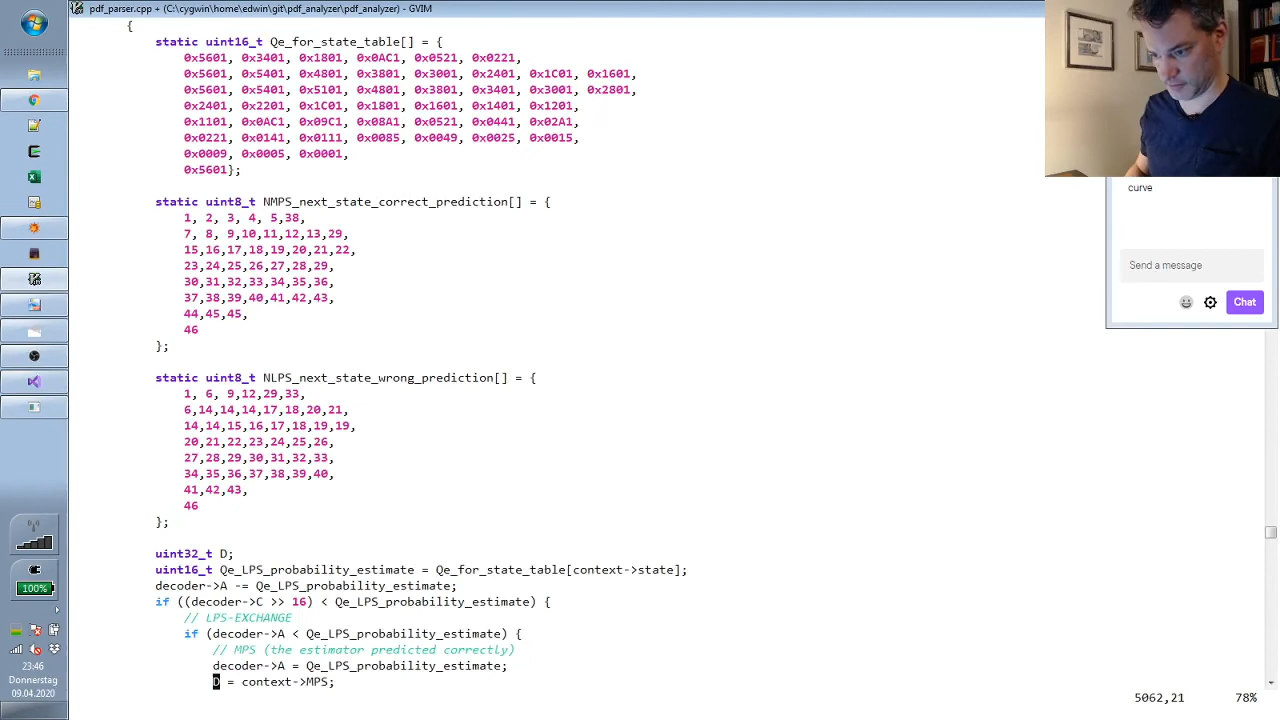 pdf_parser.cpp + (C:\cygwin\home\edwin\git\pdf_analyzer\pdf_analyzer) - GVIM
{
static uint16_t Qe_for_state_table[] = {
0x5601, 0x3401, 0x1801, 0x0AC1, 0x0521, 0x0221,
0x5601, 0x5401, 0x4801, 0x3801, 0x3001, 0x2401, 0x1C01, 0x1601,
0x5601, 0x5401, 0x5101, 0x4801, 0x3801, 0x3401, 0x3001, 0x2801,
0x2401, 0x2201, 0x1C01, 0x1801, 0x1601, 0x1401, 0x1201,
0x1101, 0x0AC1, 0x09C1, 0x08A1, 0x0521, 0x0441, 0x02A1,
0x0221, 0x0141, 0x0111, 0x0085, 0x0049, 0x0025, 0x0015,
0x0009, 0x0005, 0x0001,
0x5601};
static uint8_t NMPS_next_state_correct_prediction[] = {
1, 2, 3, 4, 5,38,
7, 8, 9,10,11,12,13,29,
15,16,17,18,19,20,21,22,
23,24,25,26,27,28,29,
30,31,32,33,34,35,36,
37,38,39,40,41,42,43,
44,45,45,
46
};
static uint8_t NLPS_next_state_wrong_prediction[] = {
1, 6, 9,12,29,33,
6,14,14,14,17,18,20,21,
14,14,15,16,17,18,19,19,
20,21,22,23,24,25,26,
27,28,29,30,31,32,33,
34,35,36,37,38,39,40,
41,42,43,
46
};
uint32_t D;
uint16_t Qe_LPS_probability_estimate = Qe_for_state_table[context->state];
decoder->A -= Qe_LPS_probability_estimate;
if ((decoder->C >> 16) < Qe_LPS_probability_estimate) {
// LPS-EXCHANGE
if (decoder->A < Qe_LPS_probability_estimate) {
// MPS (the estimator predicted correctly)
decoder->A = Qe_LPS_probability_estimate;
D = context->MPS;
5062,21 78%
curve
Send a message
Chat
100%
23:46
Donnerstag
09.04.2020